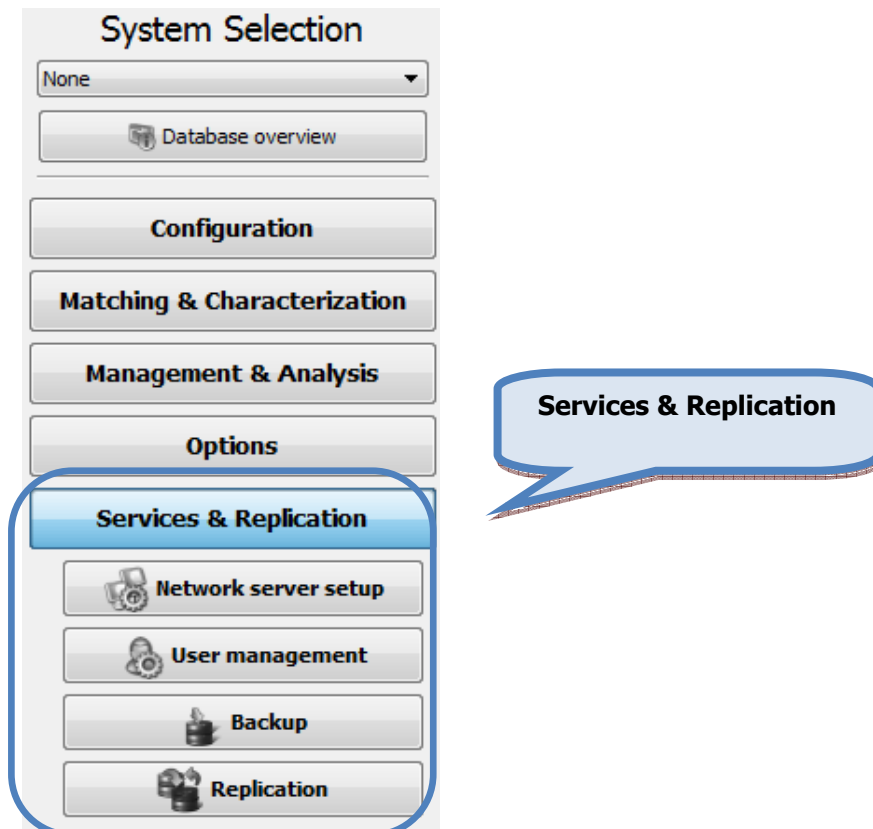 System Selection
None
Database overview
Configuration
Matching & Characterization
Management & Analysis
Options
Services & Replication
Services & Replication
Network server setup
User management
Backup
Replication